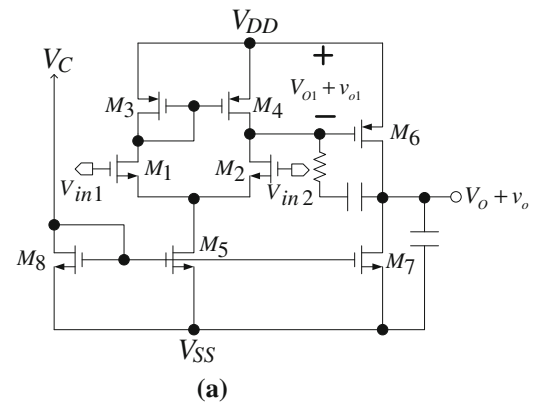 V_DD
V_C
+
M_3
M_4
V_O1 + v_o1
−
M_6
M_1
M_2
V_in1
V_in2
V_O + v_o
M_8
M_5
M_7
V_SS
(a)